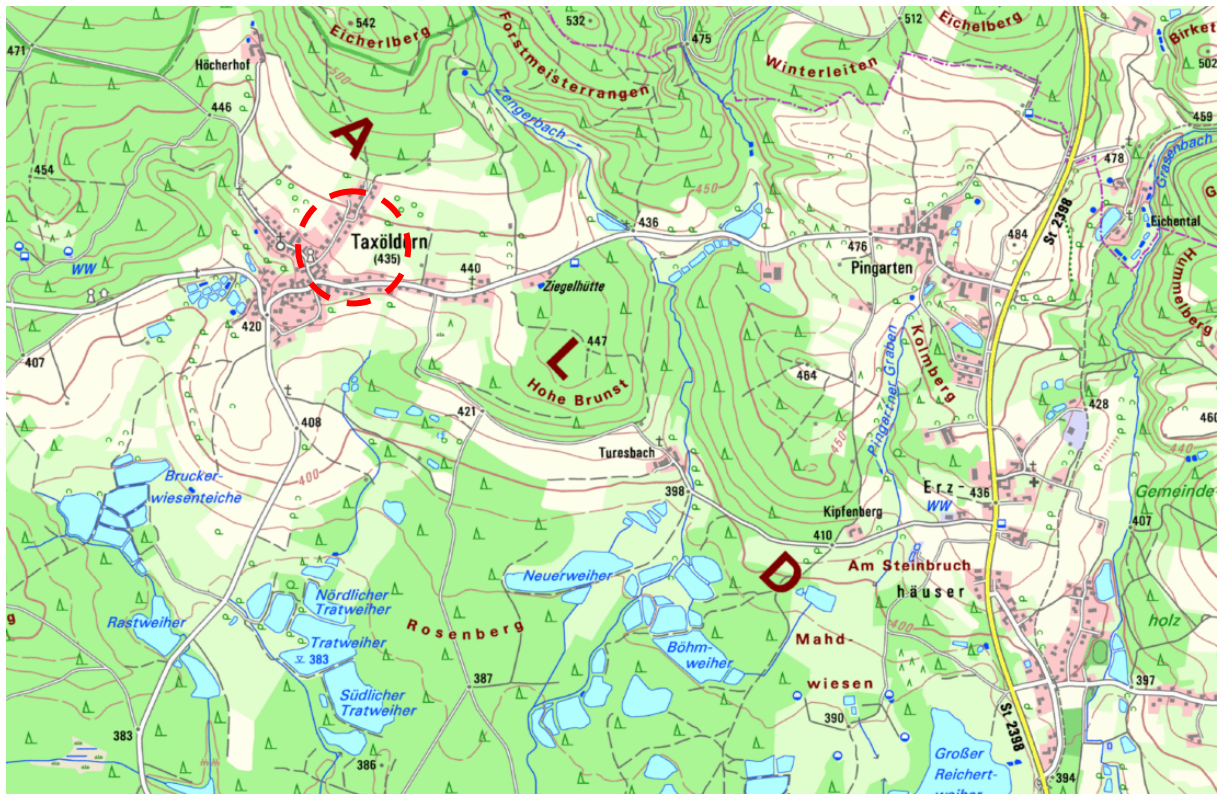 542
532
512
Eichelberg
Birket
471
Eicherlberg
475
502
Höcherhof
Forstmeisterrangen
Winterleiten
500
446
Zengerbach
459
A
478
Grasenbach
454
450
436
St 2398
Eichental
Taxöldern
(435)
476
484
WW
440
Pingarten
Ziegelhütte
Hummelberg
420
Kolmberg
407
447
L
464
Pingartner Graben
Hohe Brunst
421
428
460
408
450
440
Turesbach
400
Brucker-
wiesenteiche
398
Erz-
436
Gemeinde-
Kipfenberg
WW
407
410
Am Steinbruch
D
häuser
Neuerweiher
Nördlicher
Tratweiher
400
Rastweiher
Rosenberg
holz
Tratweiher
Mahd-
383
Böhm-
weiher
387
wiesen
397
Südlicher
Tratweiher
St 2398
390
383
Großer
Reichert-
weiher
386
394